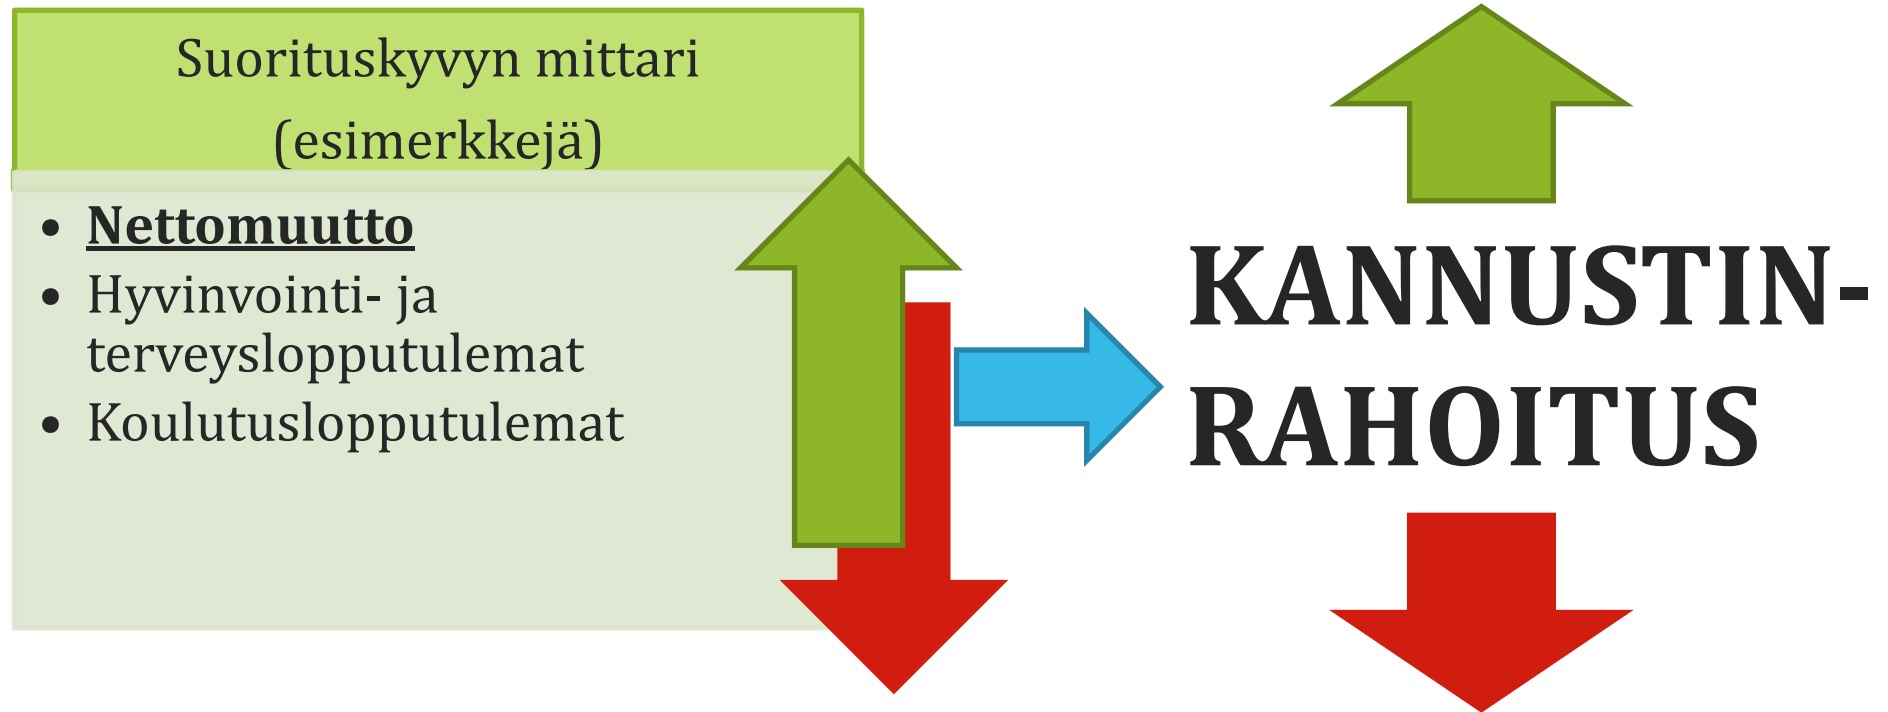 Suorituskyvyn mittari
(esimerkkejä)
• Nettomuutto
• Hyvinvointi- ja
terveyslopputulemat
• Koulutuslopputulemat
KANNUSTIN-
RAHOITUS